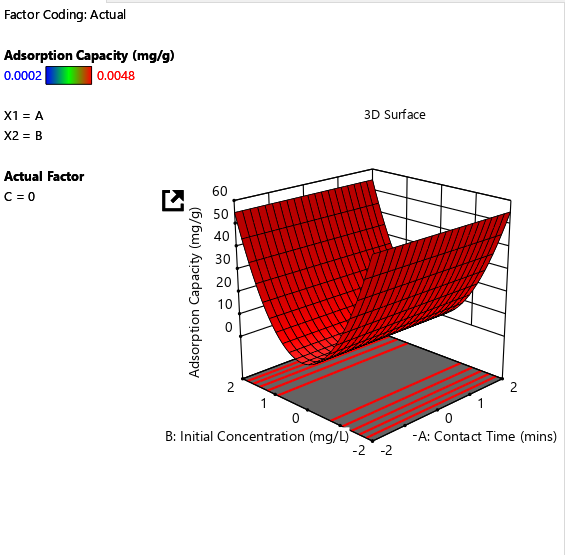 Factor Coding: Actual
Adsorption Capacity (mg/g)
0.0002 0.0048
X1 = A
X2 = B
Actual Factor
C = 0
3D Surface
60
50
40
30
20
10
0
Adsorption Capacity (mg/g)
2
1
0
-2
B: Initial Concentration (mg/L)
-2
0
1
2
-A: Contact Time (mins)